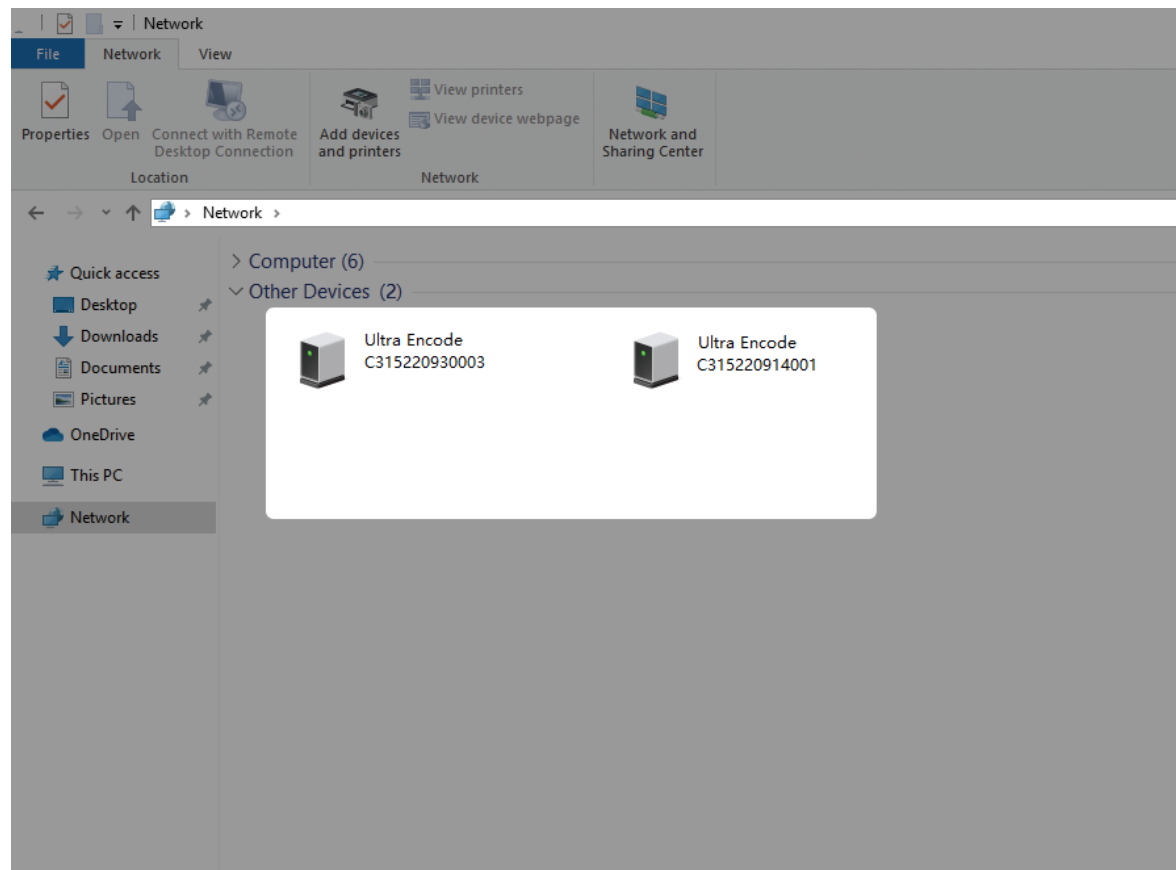 Network
File Network View
Properties Open Connect with Remote Desktop Connection
Location
Add devices and printers
View printers
View device webpage
Network
Network and Sharing Center
Network
Quick access
Desktop
Downloads
Documents
Pictures
OneDrive
This PC
Network
Computer (6)
Other Devices (2)
Ultra Encode
C315220930003
Ultra Encode
C315220914001